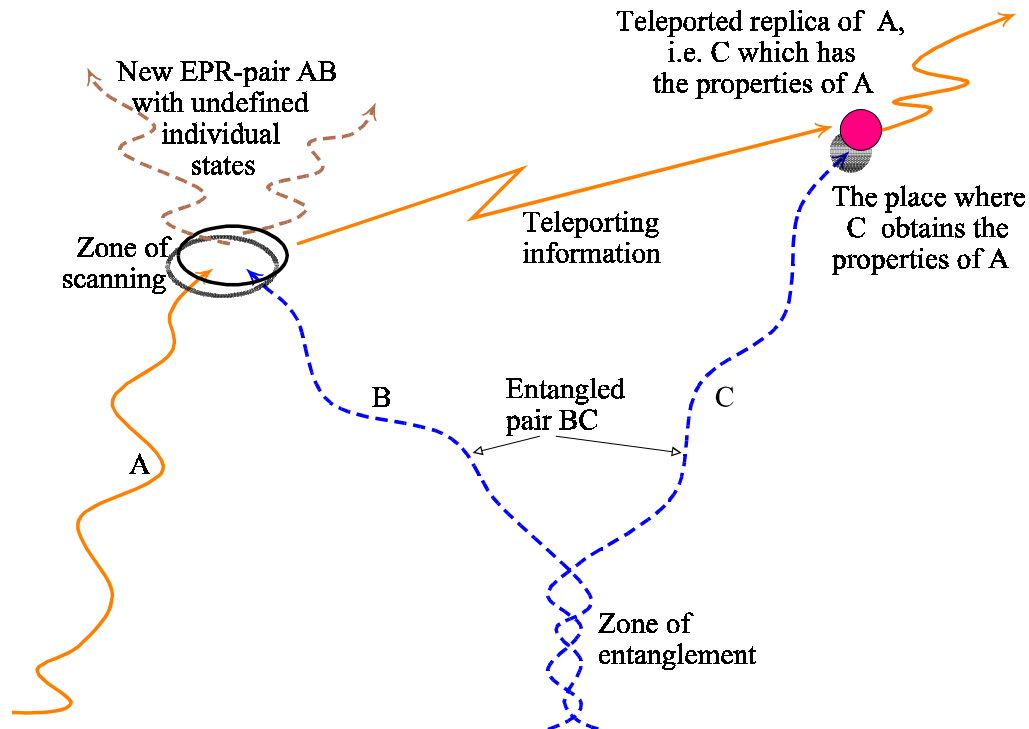 Teleported replica of A,
i.e. C which has
the properties of A
New EPR-pair AB
with undefined
individual
states
The place where
C obtains the
properties of A
Teleporting
information
Zone of
scanning
B
Entangled
pair BC
C
A
Zone of
entanglement